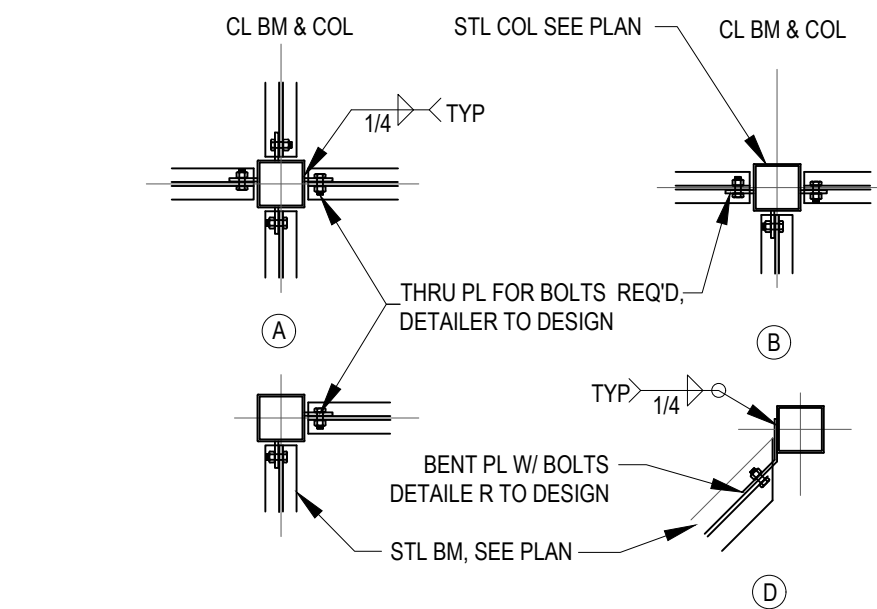 CL BM & COL
STL COL SEE PLAN
CL BM & COL
1/4
TYP
THRU PL FOR BOLTS REQ'D,
DETAILER TO DESIGN
A
B
TYP
1/4
BENT PL W/ BOLTS
DETAILE R TO DESIGN
STL BM, SEE PLAN
D